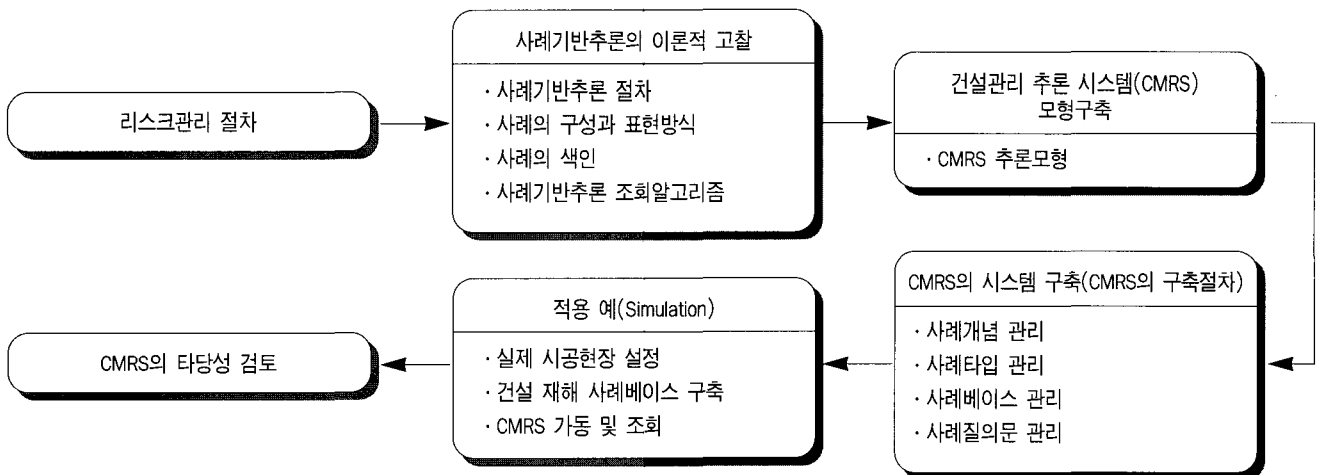 리스크관리 절차
사례기반추론의 이론적 고찰
· 사례기반추론 절차
· 사례의 구성과 표현방식
· 사례의 색인
· 사례기반추론 조회알고리즘
건설관리 추론 시스템(CMRS)
모형구축
· CMRS 추론모형
CMRS의 시스템 구축(CMRS의 구축절차)
· 사례개념 관리
· 사례타입 관리
· 사례베이스 관리
· 사례질의문 관리
적용 예(Simulation)
· 실제 시공현장 설정
· 건설 재해 사례베이스 구축
· CMRS 가동 및 조회
CMRS의 타당성 검토